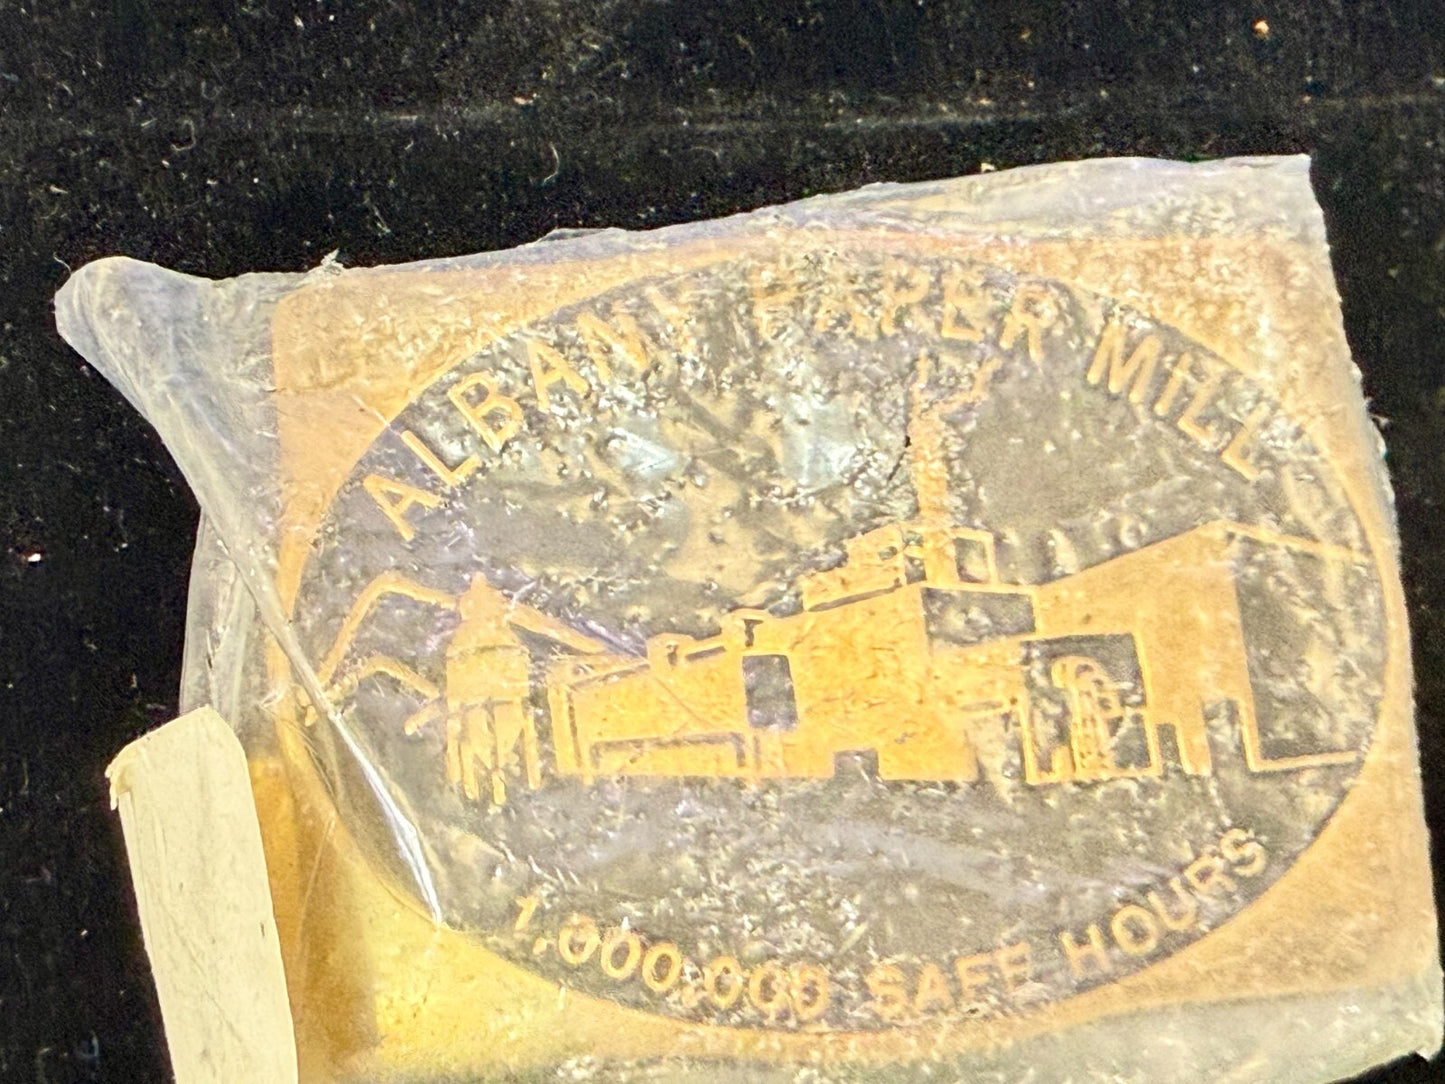 ALBANY PAPER MILL
1,000,000 SAFE HOURS